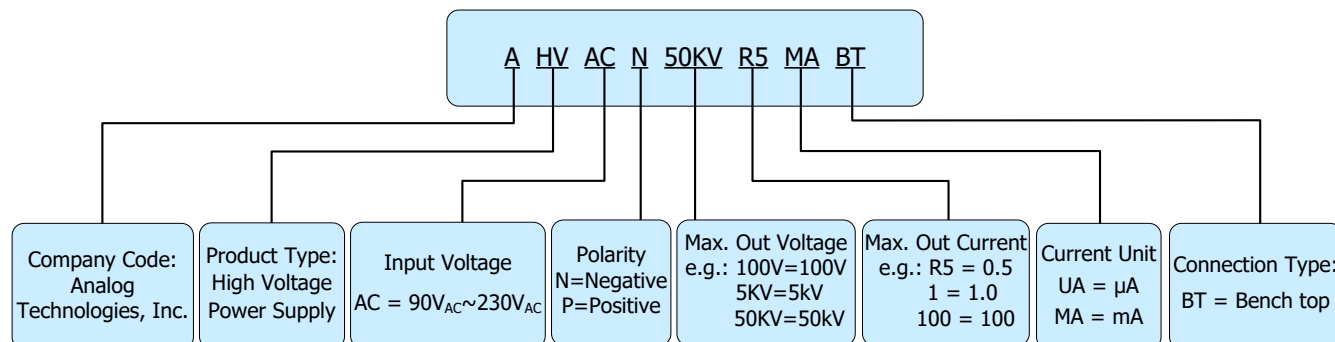 A HV AC N 50KV R5 MA BT
Company Code:
Analog
Technologies, Inc.
Product Type:
High Voltage
Power Supply
Input Voltage
AC = 90VAC~230VAC
Polarity
N=Negative
P=Positive
Max. Out Voltage
e.g.: 100V=100V
5KV=5kV
50KV=50kV
Max. Out Current
e.g.: R5 = 0.5
1 = 1.0
100 = 100
Current Unit
UA = µA
MA = mA
Connection Type:
BT = Bench top